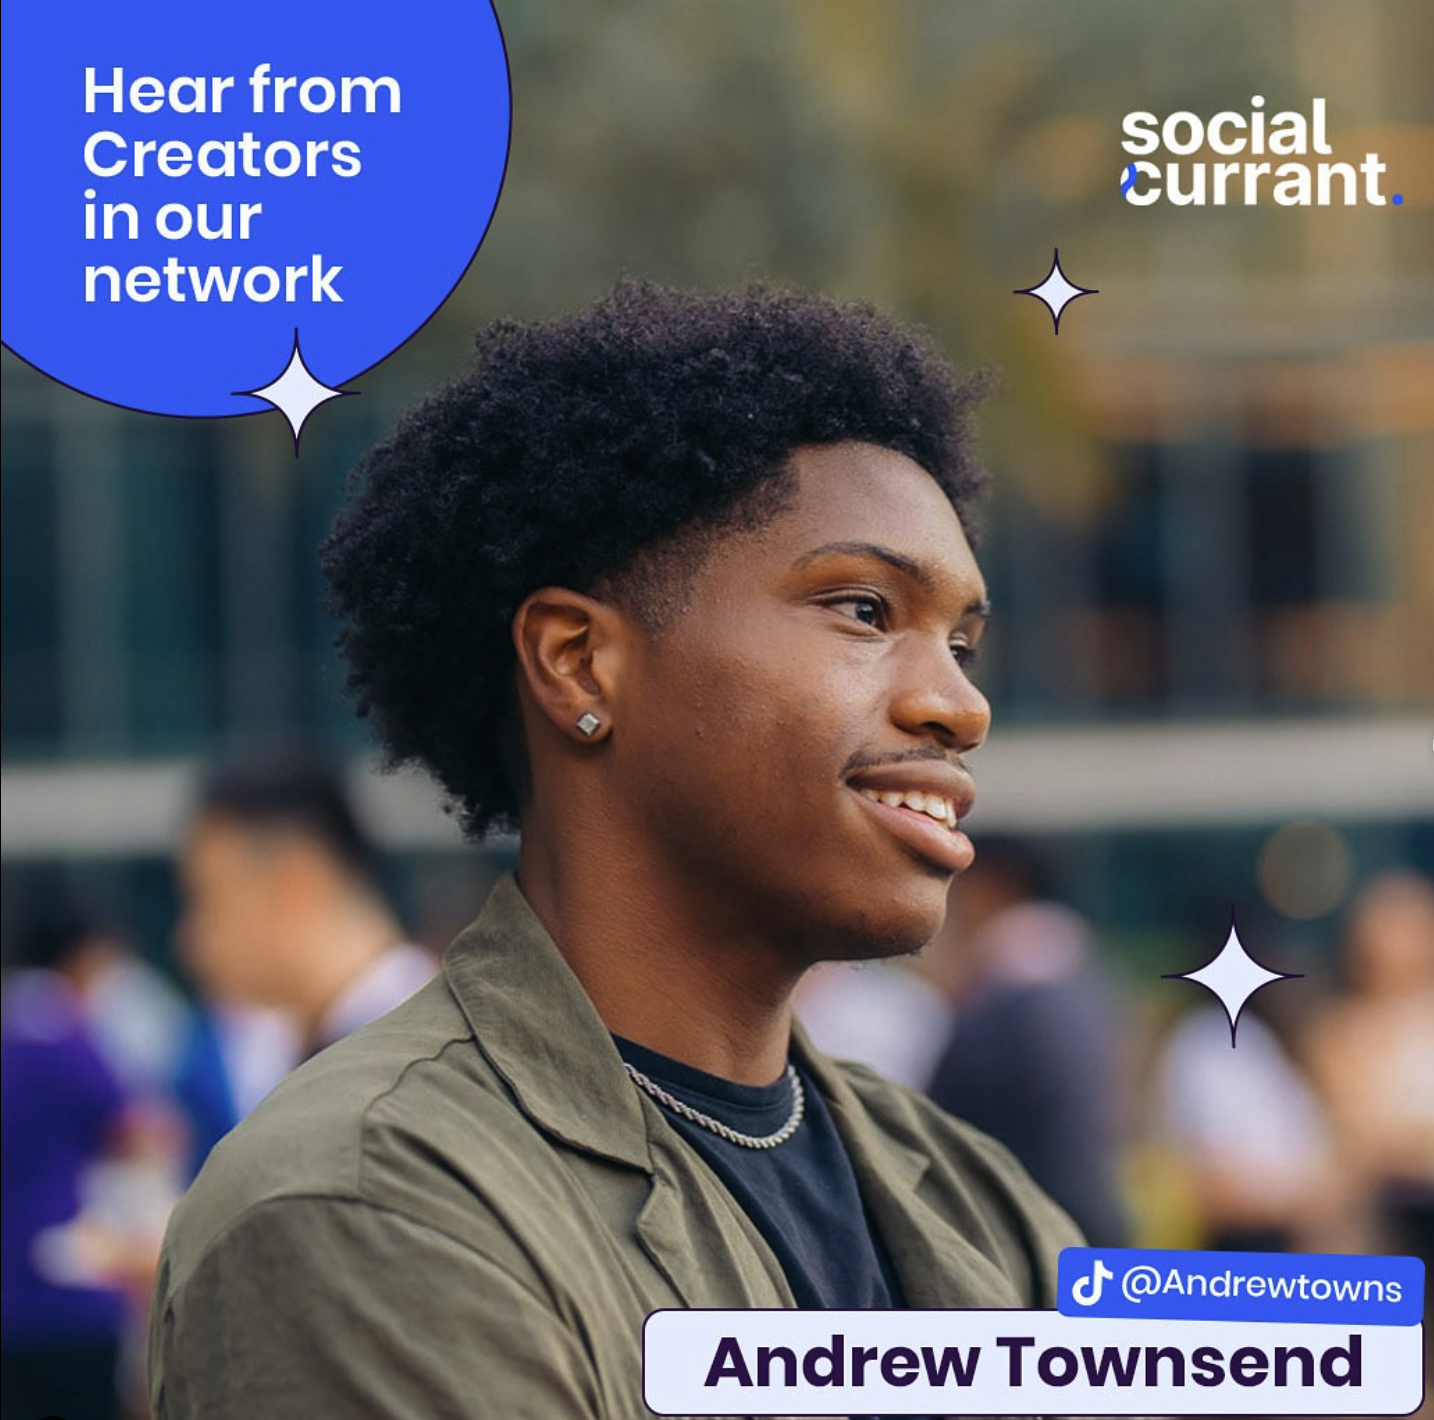 Hear from
Creators
in our
network
social
currant.
@Andrewtowns
Andrew Townsend